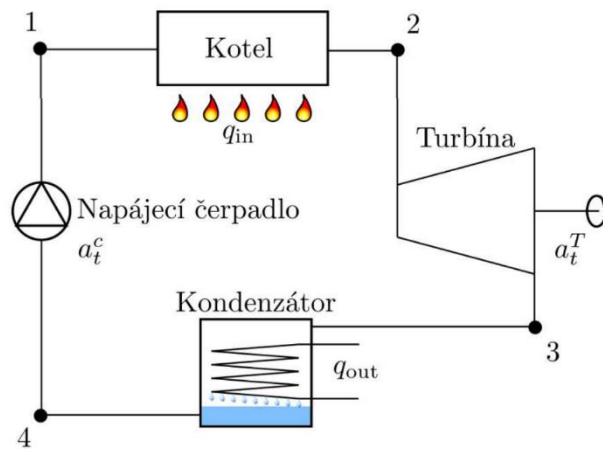 1
Kotel
2
q_in
Turbína
Napájecí čerpadlo
a_t^c
a_t^T
Kondenzátor
3
q_out
4